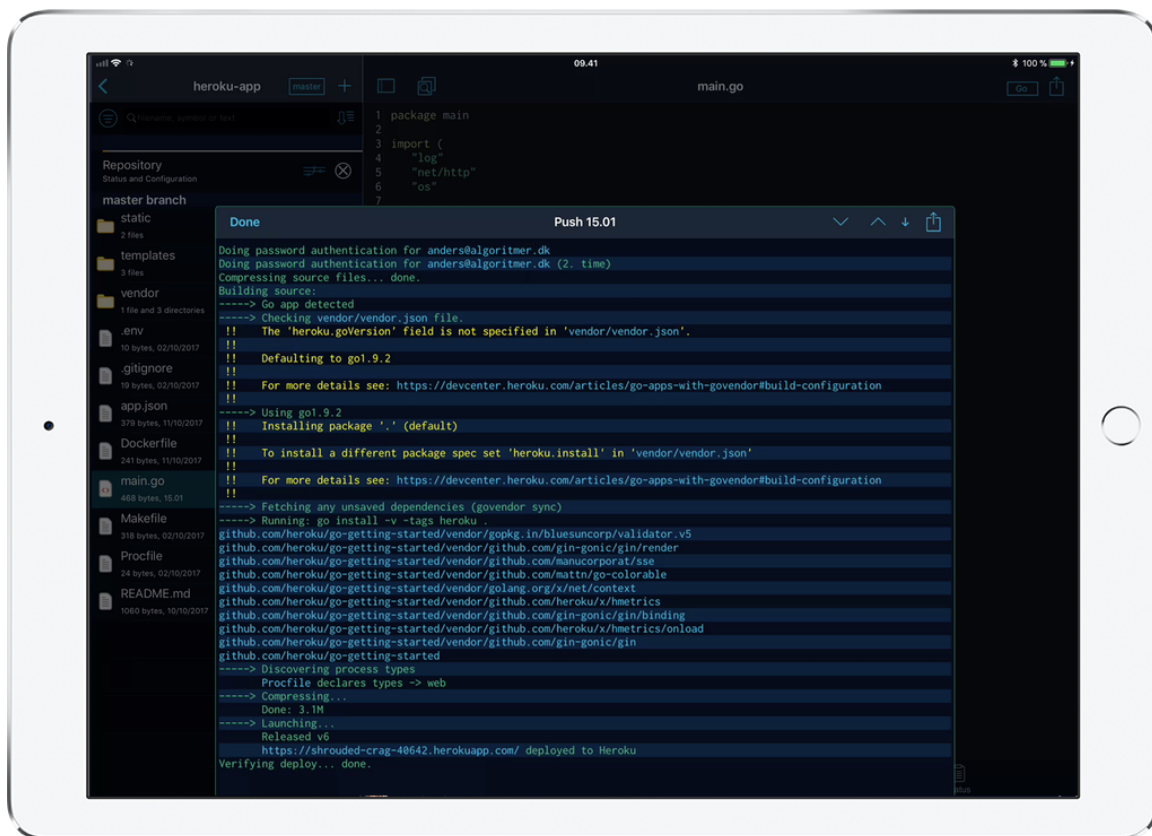 09.41
100 %
heroku-app
master
main.go
Go
Filename, symbol or text
Repository
Status and Configuration
master branch
static
2 files
templates
3 files
vendor
1 file and 3 directories
.env
10 bytes, 02/10/2017
.gitignore
19 bytes, 02/10/2017
app.json
379 bytes, 11/10/2017
Dockerfile
241 bytes, 11/10/2017
main.go
468 bytes, 15.01
Makefile
318 bytes, 02/10/2017
Procfile
24 bytes, 02/10/2017
README.md
1060 bytes, 10/10/2017
1 package main
2
3 import (
4 "log"
5 "net/http"
6 "os"
7
Done
Push 15.01
Doing password authentication for anders@algoritmer.dk
Doing password authentication for anders@algoritmer.dk (2. time)
Compressing source files... done.
Building source:
-----> Go app detected
-----> Checking vendor/vendor.json file.
!! The 'heroku.goVersion' field is not specified in 'vendor/vendor.json'.
!!
!! Defaulting to go1.9.2
!!
!! For more details see: https://devcenter.heroku.com/articles/go-apps-with-govendor#build-configuration
!!
-----> Using go1.9.2
!! Installing package '.' (default)
!!
!! To install a different package spec set 'heroku.install' in 'vendor/vendor.json'
!!
!! For more details see: https://devcenter.heroku.com/articles/go-apps-with-govendor#build-configuration
!!
-----> Fetching any unsaved dependencies (govendor sync)
-----> Running: go install -v -tags heroku .
github.com/heroku/go-getting-started/vendor/gopkg.in/bluesuncorp/validator.v5
github.com/heroku/go-getting-started/vendor/github.com/gin-gonic/gin/render
github.com/heroku/go-getting-started/vendor/github.com/manucorporat/sse
github.com/heroku/go-getting-started/vendor/github.com/mattn/go-colorable
github.com/heroku/go-getting-started/vendor/golang.org/x/net/context
github.com/heroku/go-getting-started/vendor/github.com/heroku/x/hmetrics
github.com/heroku/go-getting-started/vendor/github.com/gin-gonic/gin/binding
github.com/heroku/go-getting-started/vendor/github.com/heroku/x/hmetrics/onload
github.com/heroku/go-getting-started/vendor/github.com/gin-gonic/gin
github.com/heroku/go-getting-started
-----> Discovering process types
Procfile declares types -> web
-----> Compressing...
Done: 3.1M
-----> Launching...
Released v6
https://shrouded-crag-40642.herokuapp.com/ deployed to Heroku
Verifying deploy... done.
atus